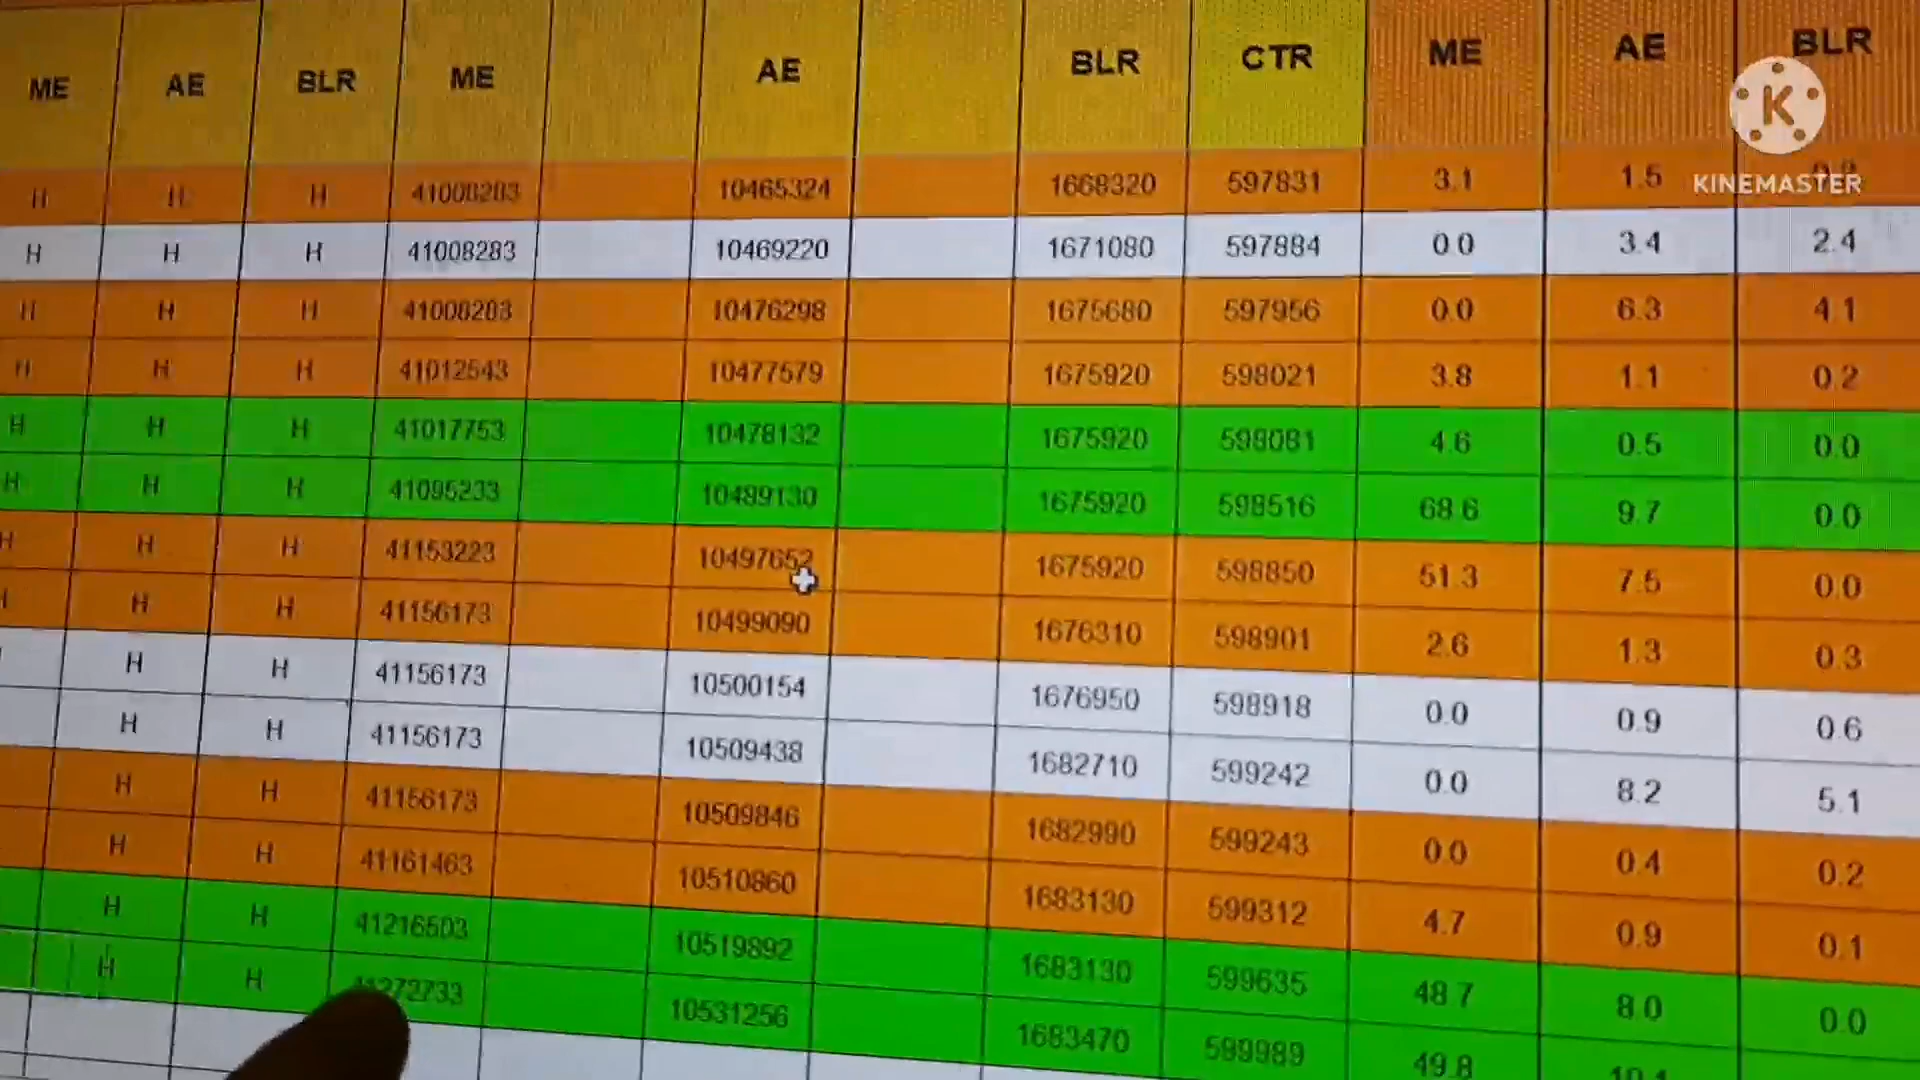 ME AE BLR ME AE BLR CTR ME AE BLR
KINEMASTER
H H H 41008283 10465324 1668320 597831 3.1 1.5
H H H 41008283 10469220 1671080 597884 0.0 3.4 2.4
H H H 41008283 10476298 1675680 597956 0.0 6.3 4.1
H H H 41012543 10477579 1675920 598021 3.8 1.1 0.2
H H H 41017753 10478132 1675920 598081 4.6 0.5 0.0
H H H 41095233 10489130 1675920 598516 68.6 9.7 0.0
H H H 41153223 10497652 1675920 598850 51.3 7.5 0.0
H H H 41156173 10499090 1676310 598901 2.6 1.3 0.3
H H 41156173 10500154 1676950 598918 0.0 0.9 0.6
H H 41156173 10509438 1682710 599242 0.0 8.2 5.1
H H 41156173 10509846 1682990 599243 0.0 0.4 0.2
H H 41161463 10510860 1683130 599312 4.7 0.9 0.1
H H 41216503 10519892 1683130 599635 48.7 8.0 0.0
H H 41272733 10531256 1683470 599989 49.8